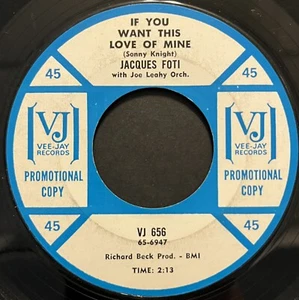 IF YOU
WANT THIS
LOVE OF MINE
(Sonny Knight)
JACQUES FOTI
with Joe Leahy Orch.
45
45
VJ
VEE-JAY
RECORDS
PROMOTIONAL
COPY
VJ
VEE-JAY
RECORDS
PROMOTIONAL
COPY
45
45
VJ 656
65-6947
Richard Beck Prod. - BMI
TIME: 2:13